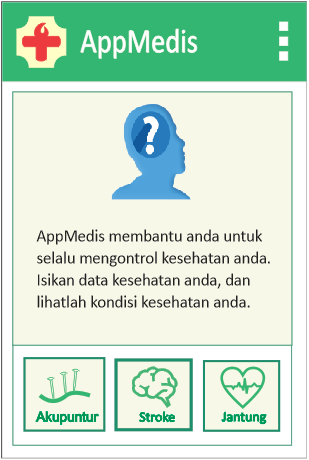 AppMedis
?
AppMedis membantu anda untuk
selalu mengontrol kesehatan anda.
Isikan data kesehatan anda, dan
lihatlah kondisi kesehatan anda.
Akupuntur
Stroke
Jantung